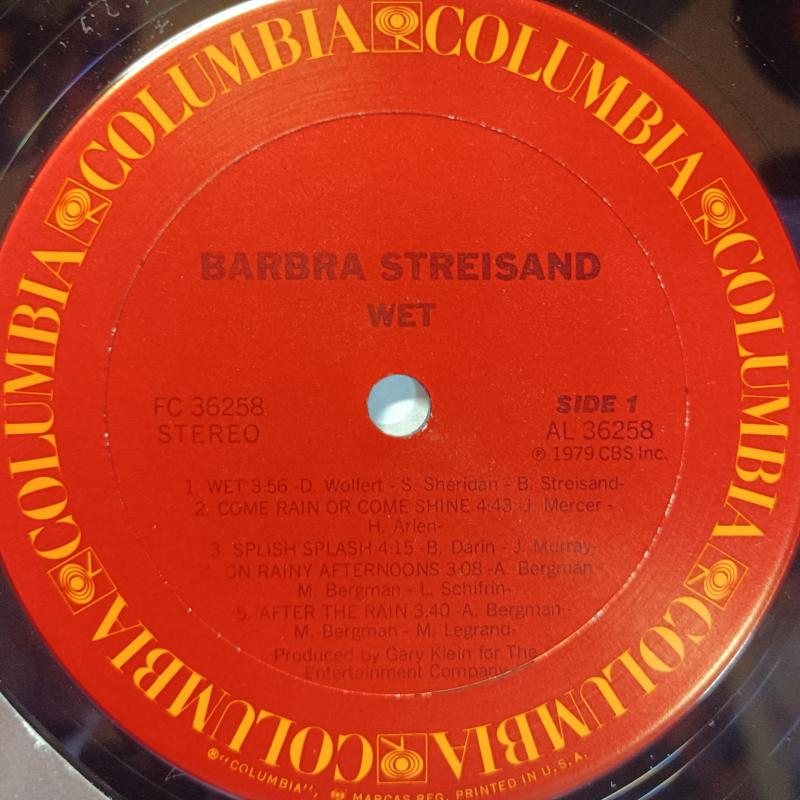 COLUMBIA COLUMBIA COLUMBIA COLUMBIA COLUMBIA COLUMBIA COLUMBIA COLUMBIA
BARBRA STREISAND
WET
FC 36258
STEREO
SIDE 1
AL 36258
℗ 1979 CBS Inc.
1. WET 3:56 -D. Wolfert - S. Sheridan - B. Streisand-
2. COME RAIN OR COME SHINE 4:43 -J. Mercer -
H. Arlen-
3. SPLISH SPLASH 4:15 -B. Darin - J. Murray-
4. ON RAINY AFTERNOONS 3:08 -A. Bergman -
M. Bergman - L. Schifrin-
5. AFTER THE RAIN 3:40 -A. Bergman -
M. Bergman - M. Legrand-
Produced by Gary Klein for The
Entertainment Company
®"COLUMBIA", MARCAS REG. PRINTED IN U.S.A.